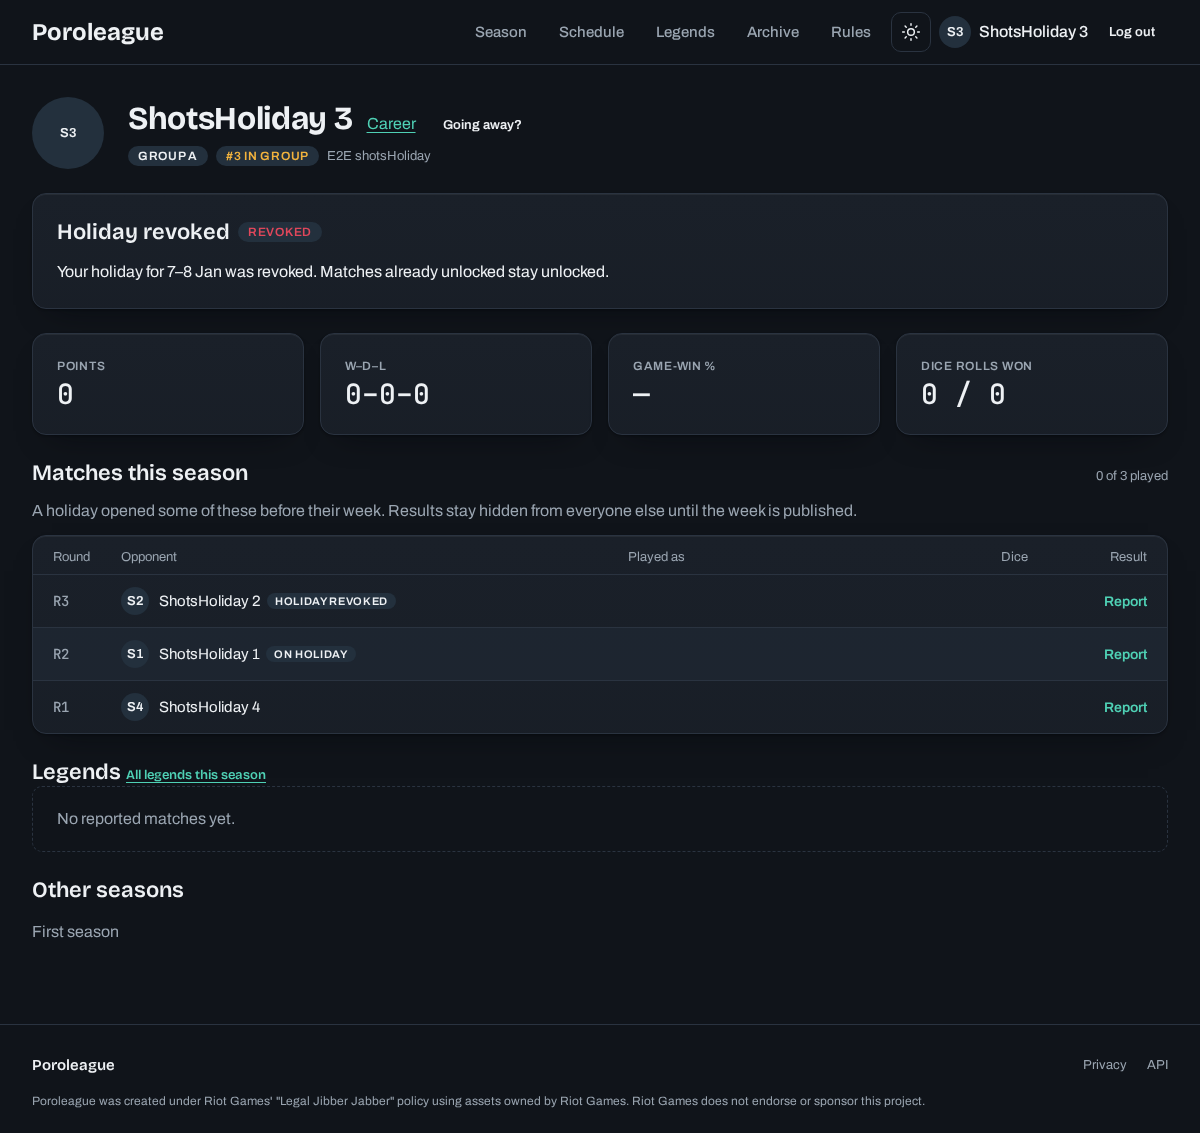 Poroleague
Season Schedule Legends Archive Rules S3 ShotsHoliday 3 Log out
S3
ShotsHoliday 3 Career Going away?
GROUP A #3 IN GROUP E2E shotsHoliday
Holiday revoked REVOKED
Your holiday for 7–8 Jan was revoked. Matches already unlocked stay unlocked.
POINTS
0
W–D–L
0–0–0
GAME-WIN %
—
DICE ROLLS WON
0 / 0
Matches this season
0 of 3 played
A holiday opened some of these before their week. Results stay hidden from everyone else until the week is published.
Round Opponent Played as Dice Result
R3 S2 ShotsHoliday 2 HOLIDAY REVOKED Report
R2 S1 ShotsHoliday 1 ON HOLIDAY Report
R1 S4 ShotsHoliday 4 Report
Legends All legends this season
No reported matches yet.
Other seasons
First season
Poroleague
Privacy API
Poroleague was created under Riot Games' "Legal Jibber Jabber" policy using assets owned by Riot Games. Riot Games does not endorse or sponsor this project.